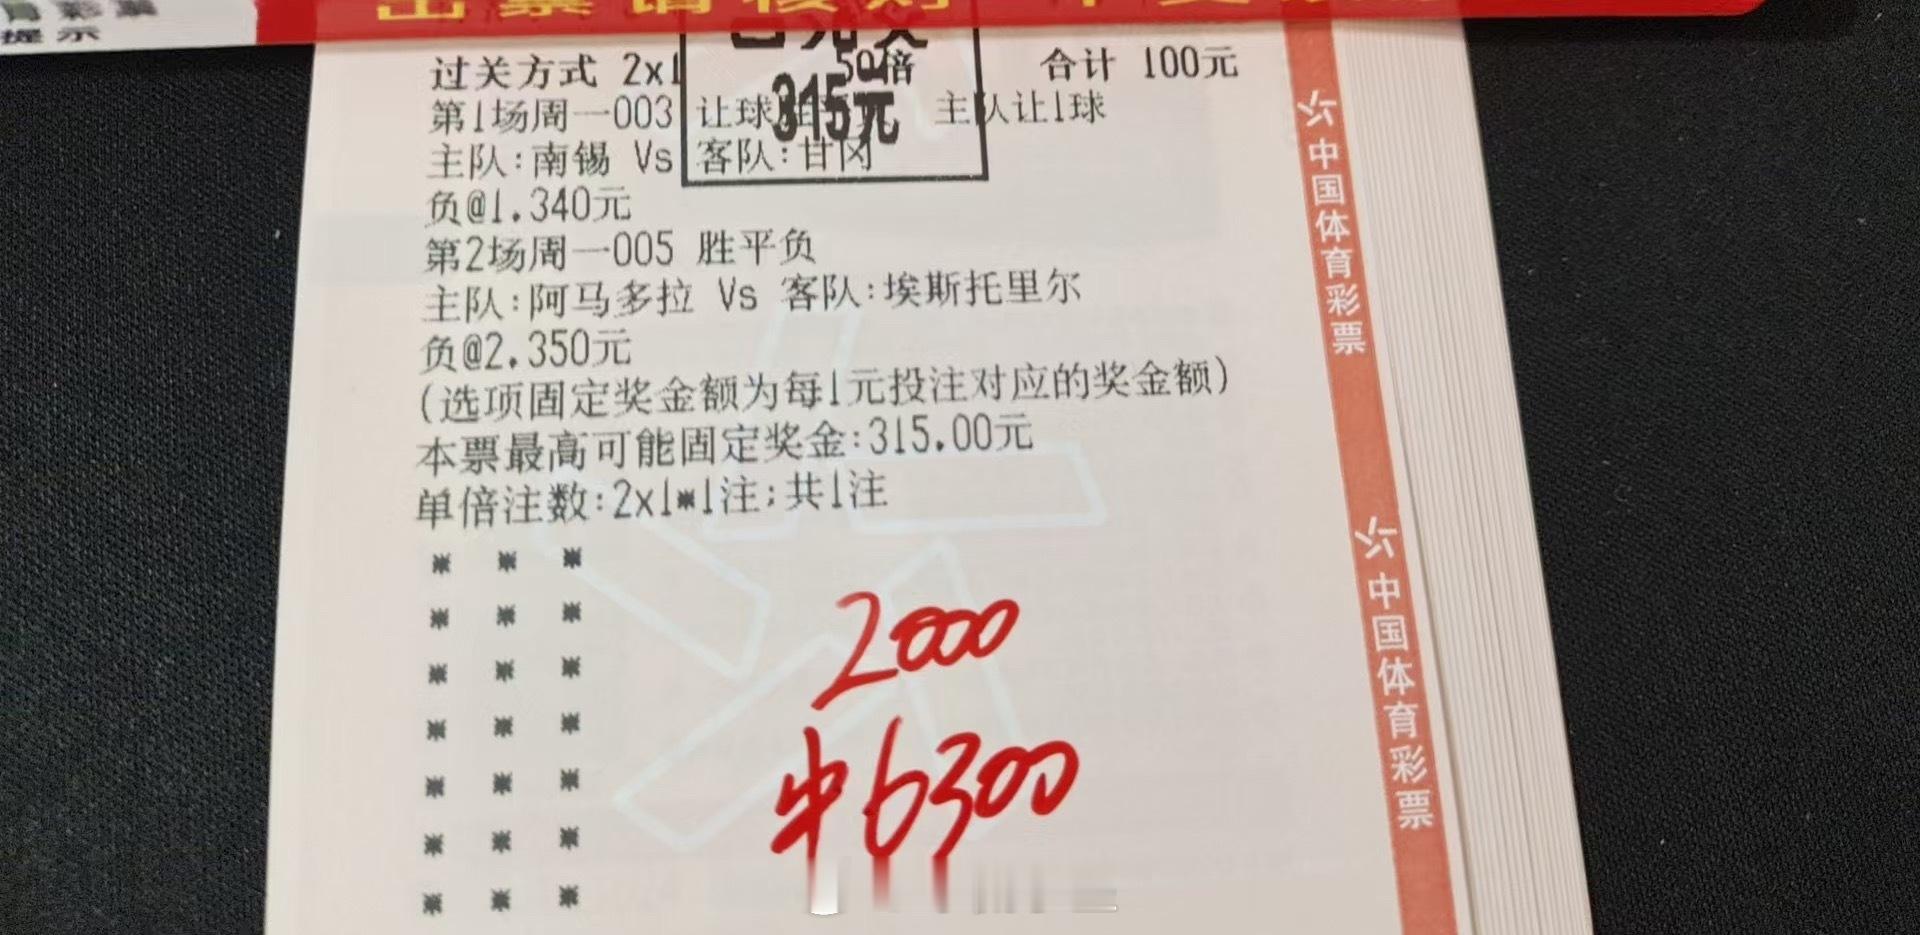 提示
出票请核对
过关方式 2x1 50倍 合计 100元
315元
第1场周一003 让球 主队让1球
主队:南锡 Vs 客队:甘冈
负@1.340元
第2场周一005 胜平负
主队:阿马多拉 Vs 客队:埃斯托里尔
负@2.350元
(选项固定奖金额为每1元投注对应的奖金额)
本票最高可能固定奖金:315.00元
单倍注数:2x1*1注;共1注
* * *
* * *
* * *
* * *
* * *
* * *
* * *
2000
中6300
中国体育彩票
中国体育彩票